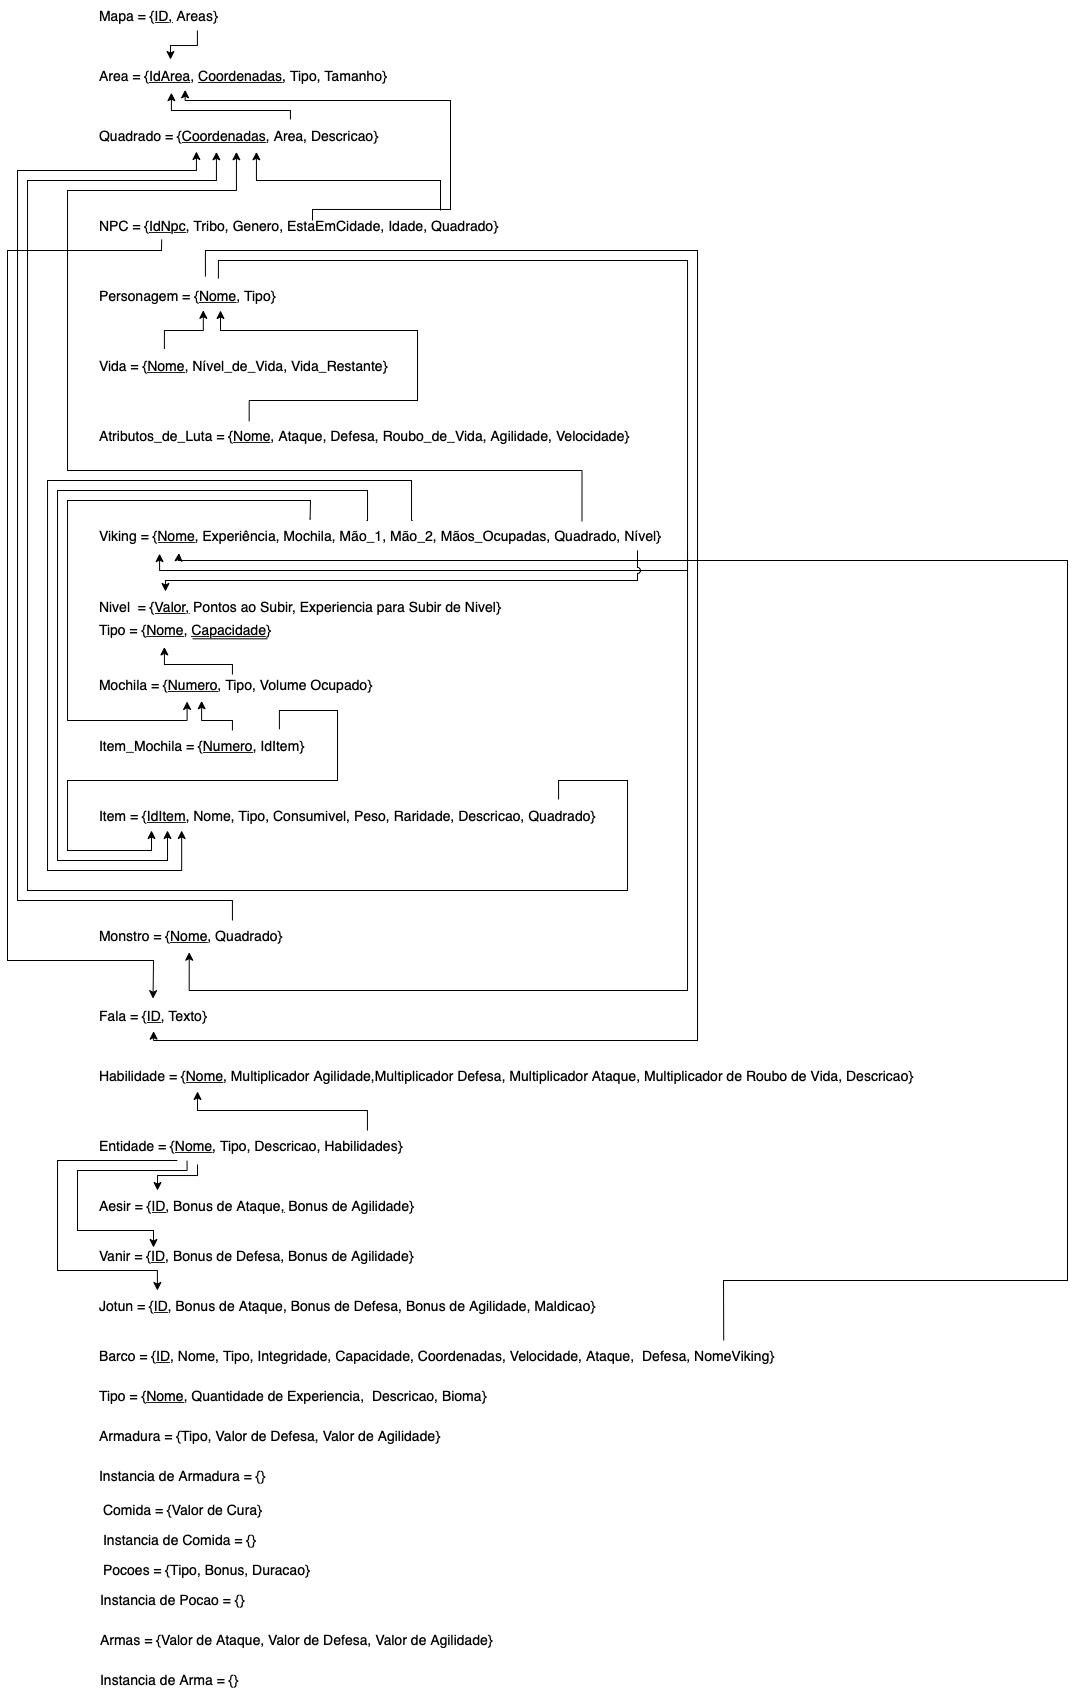 Mapa = {ID, Areas}
Area = {IdArea, Coordenadas, Tipo, Tamanho}
Quadrado = {Coordenadas, Area, Descricao}
NPC = {IdNpc, Tribo, Genero, EstaEmCidade, Idade, Quadrado}
Personagem = {Nome, Tipo}
Vida = {Nome, Nível_de_Vida, Vida_Restante}
Atributos_de_Luta = {Nome, Ataque, Defesa, Roubo_de_Vida, Agilidade, Velocidade}
Viking = {Nome, Experiência, Mochila, Mão_1, Mão_2, Mãos_Ocupadas, Quadrado, Nível}
Nivel  = {Valor, Pontos ao Subir, Experiencia para Subir de Nivel}
Tipo = {Nome, Capacidade}
Mochila = {Numero, Tipo, Volume Ocupado}
Item_Mochila = {Numero, IdItem}
Item = {IdItem, Nome, Tipo, Consumivel, Peso, Raridade, Descricao, Quadrado}
Monstro = {Nome, Quadrado}
Fala = {ID, Texto}
Habilidade = {Nome, Multiplicador Agilidade,Multiplicador Defesa, Multiplicador Ataque, Multiplicador de Roubo de Vida, Descricao}
Entidade = {Nome, Tipo, Descricao, Habilidades}
Aesir = {ID, Bonus de Ataque, Bonus de Agilidade}
Vanir = {ID, Bonus de Defesa, Bonus de Agilidade}
Jotun = {ID, Bonus de Ataque, Bonus de Defesa, Bonus de Agilidade, Maldicao}
Barco = {ID, Nome, Tipo, Integridade, Capacidade, Coordenadas, Velocidade, Ataque,  Defesa, NomeViking}
Tipo = {Nome, Quantidade de Experiencia,  Descricao, Bioma}
Armadura = {Tipo, Valor de Defesa, Valor de Agilidade}
Instancia de Armadura = {}
Comida = {Valor de Cura}
Instancia de Comida = {}
Pocoes = {Tipo, Bonus, Duracao}
Instancia de Pocao = {}
Armas = {Valor de Ataque, Valor de Defesa, Valor de Agilidade}
Instancia de Arma = {}